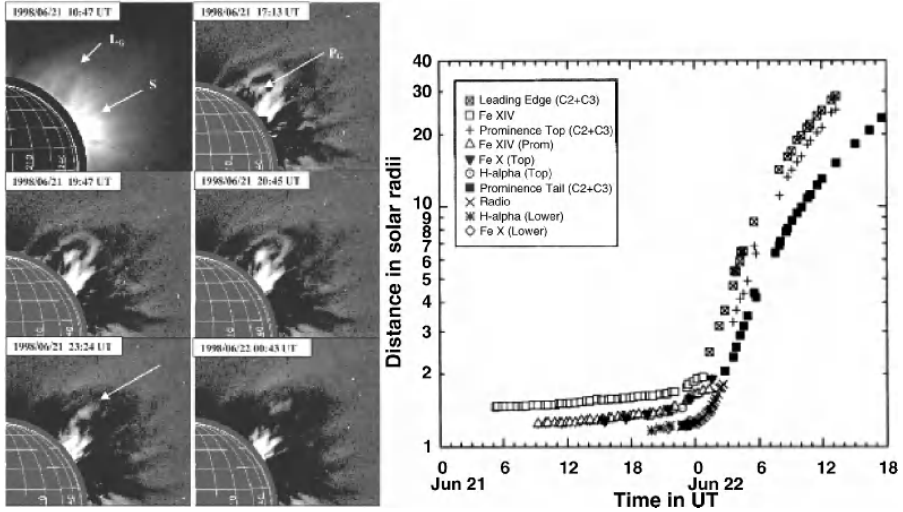 1998/06/21 10:47 UT
L_G
S
1998/06/21 17:13 UT
P_G
1998/06/21 19:47 UT
1998/06/21 20:45 UT
1998/06/21 23:24 UT
1998/06/22 00:43 UT
Distance in solar radii
40
30
20
10
9
7
6
5
4
3
2
1
Leading Edge (C2+C3)
Fe XIV
Prominence Top (C2+C3)
Fe XIV (Prom)
Fe X (Top)
H-alpha (Top)
Prominence Tail (C2+C3)
Radio
H-alpha (Lower)
Fe X (Lower)
0 6 12 18 0 6 12 18
Jun 21 Jun 22
Time in UT